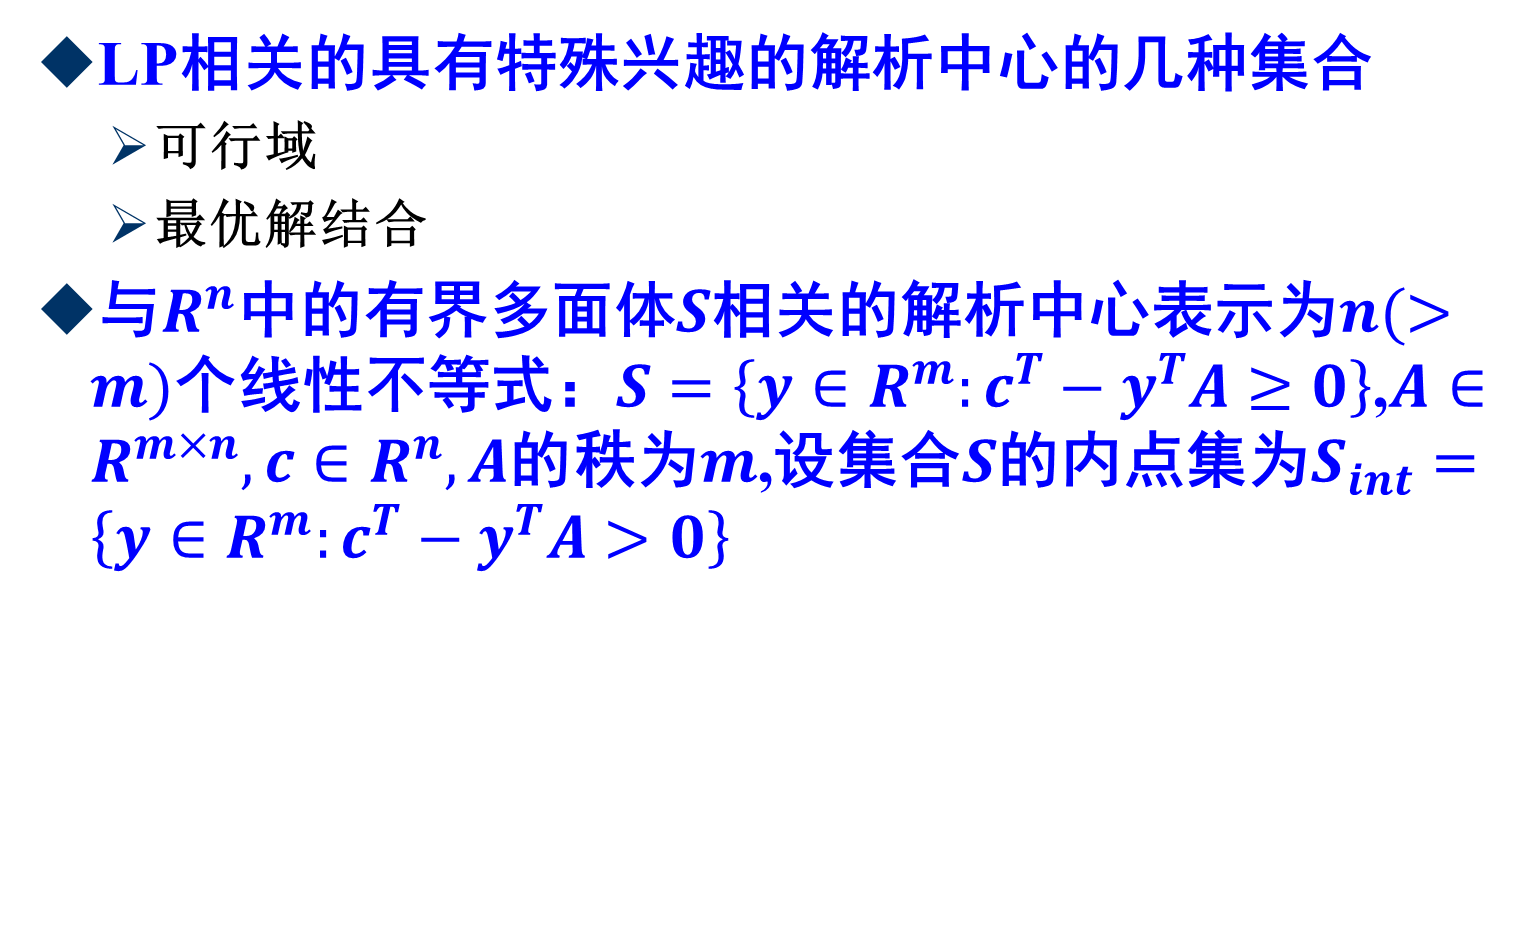 ◆LP相关的具有特殊兴趣的解析中心的几种集合
➢可行域
➢最优解结合
◆与Rⁿ中的有界多面体S相关的解析中心表示为n(>
m)个线性不等式：S = {y ∈ Rᵐ: cᵀ − yᵀA ≥ 0},A ∈
Rᵐˣⁿ, c ∈ Rⁿ, A的秩为m,设集合S的内点集为S_int =
{y ∈ Rᵐ: cᵀ − yᵀA > 0}